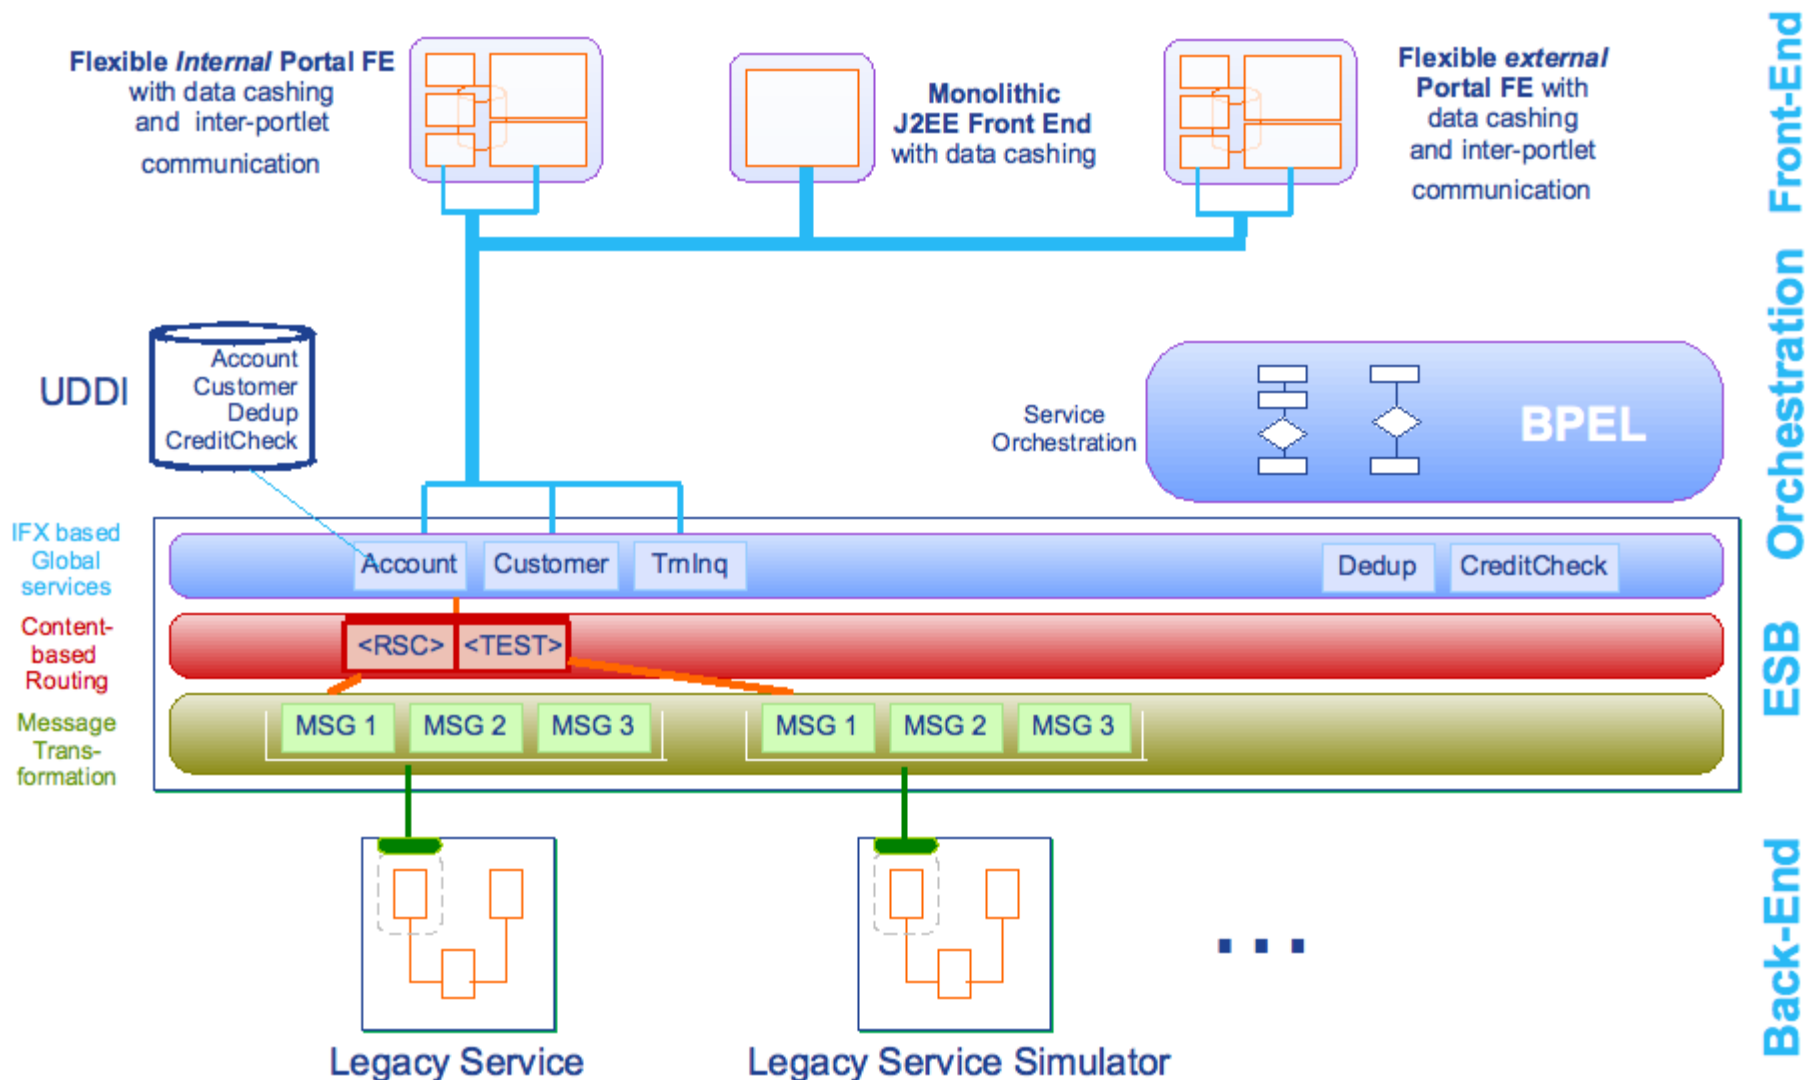 Flexible Internal Portal FE
with data cashing
and inter-portlet
communication
Monolithic
J2EE Front End
with data cashing
Flexible external
Portal FE with
data cashing
and inter-portlet
communication
Front-End
UDDI
Account
Customer
Dedup
CreditCheck
Service
Orchestration
BPEL
Orchestration
IFX based
Global
services
Account
Customer
TrnInq
Dedup
CreditCheck
Content-
based
Routing
<RSC>
<TEST>
ESB
Message
Trans-
formation
MSG 1
MSG 2
MSG 3
MSG 1
MSG 2
MSG 3
Legacy Service
Legacy Service Simulator
...
Back-End